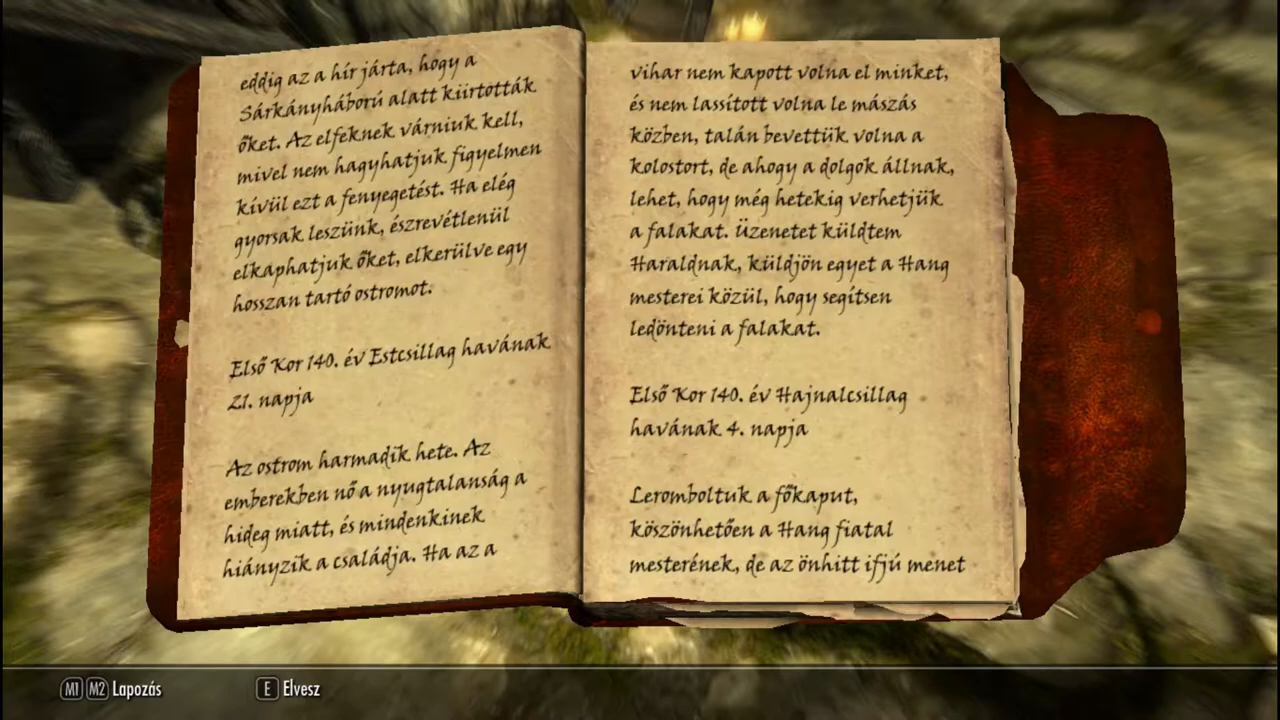 eddig az a hír járta, hogy a
Sárkányháború alatt kiirtották
őket. Az elfeknek várniuk kell,
mivel nem hagyhatjuk figyelmen
kívül ezt a fenyegetést. Ha elég
gyorsak leszünk, észrevétlenül
elkaphatjuk őket, elkerülve egy
hosszan tartó ostromot.
Első Kor 140. év Estcsillag havának
21. napja
Az ostrom harmadik hete. Az
emberekben nő a nyugtalanság a
hideg miatt, és mindenkinek
hiányzik a családja. Ha az a
vihar nem kapott volna el minket,
és nem lassított volna le mászás
közben, talán bevettük volna a
kolostort, de ahogy a dolgok állnak,
lehet, hogy még hetekig verhetjük
a falakat. Üzenetet küldtem
Haraldnak, küldjön egyet a Hang
mesterei közül, hogy segítsen
ledönteni a falakat.
Első Kor 140. év Hajnalcsillag
havának 4. napja
Leromboltuk a főkaput,
köszönhetően a Hang fiatal
mesterének, de az önhitt ifjú menet
M1 M2 Lapozás
E Elvesz